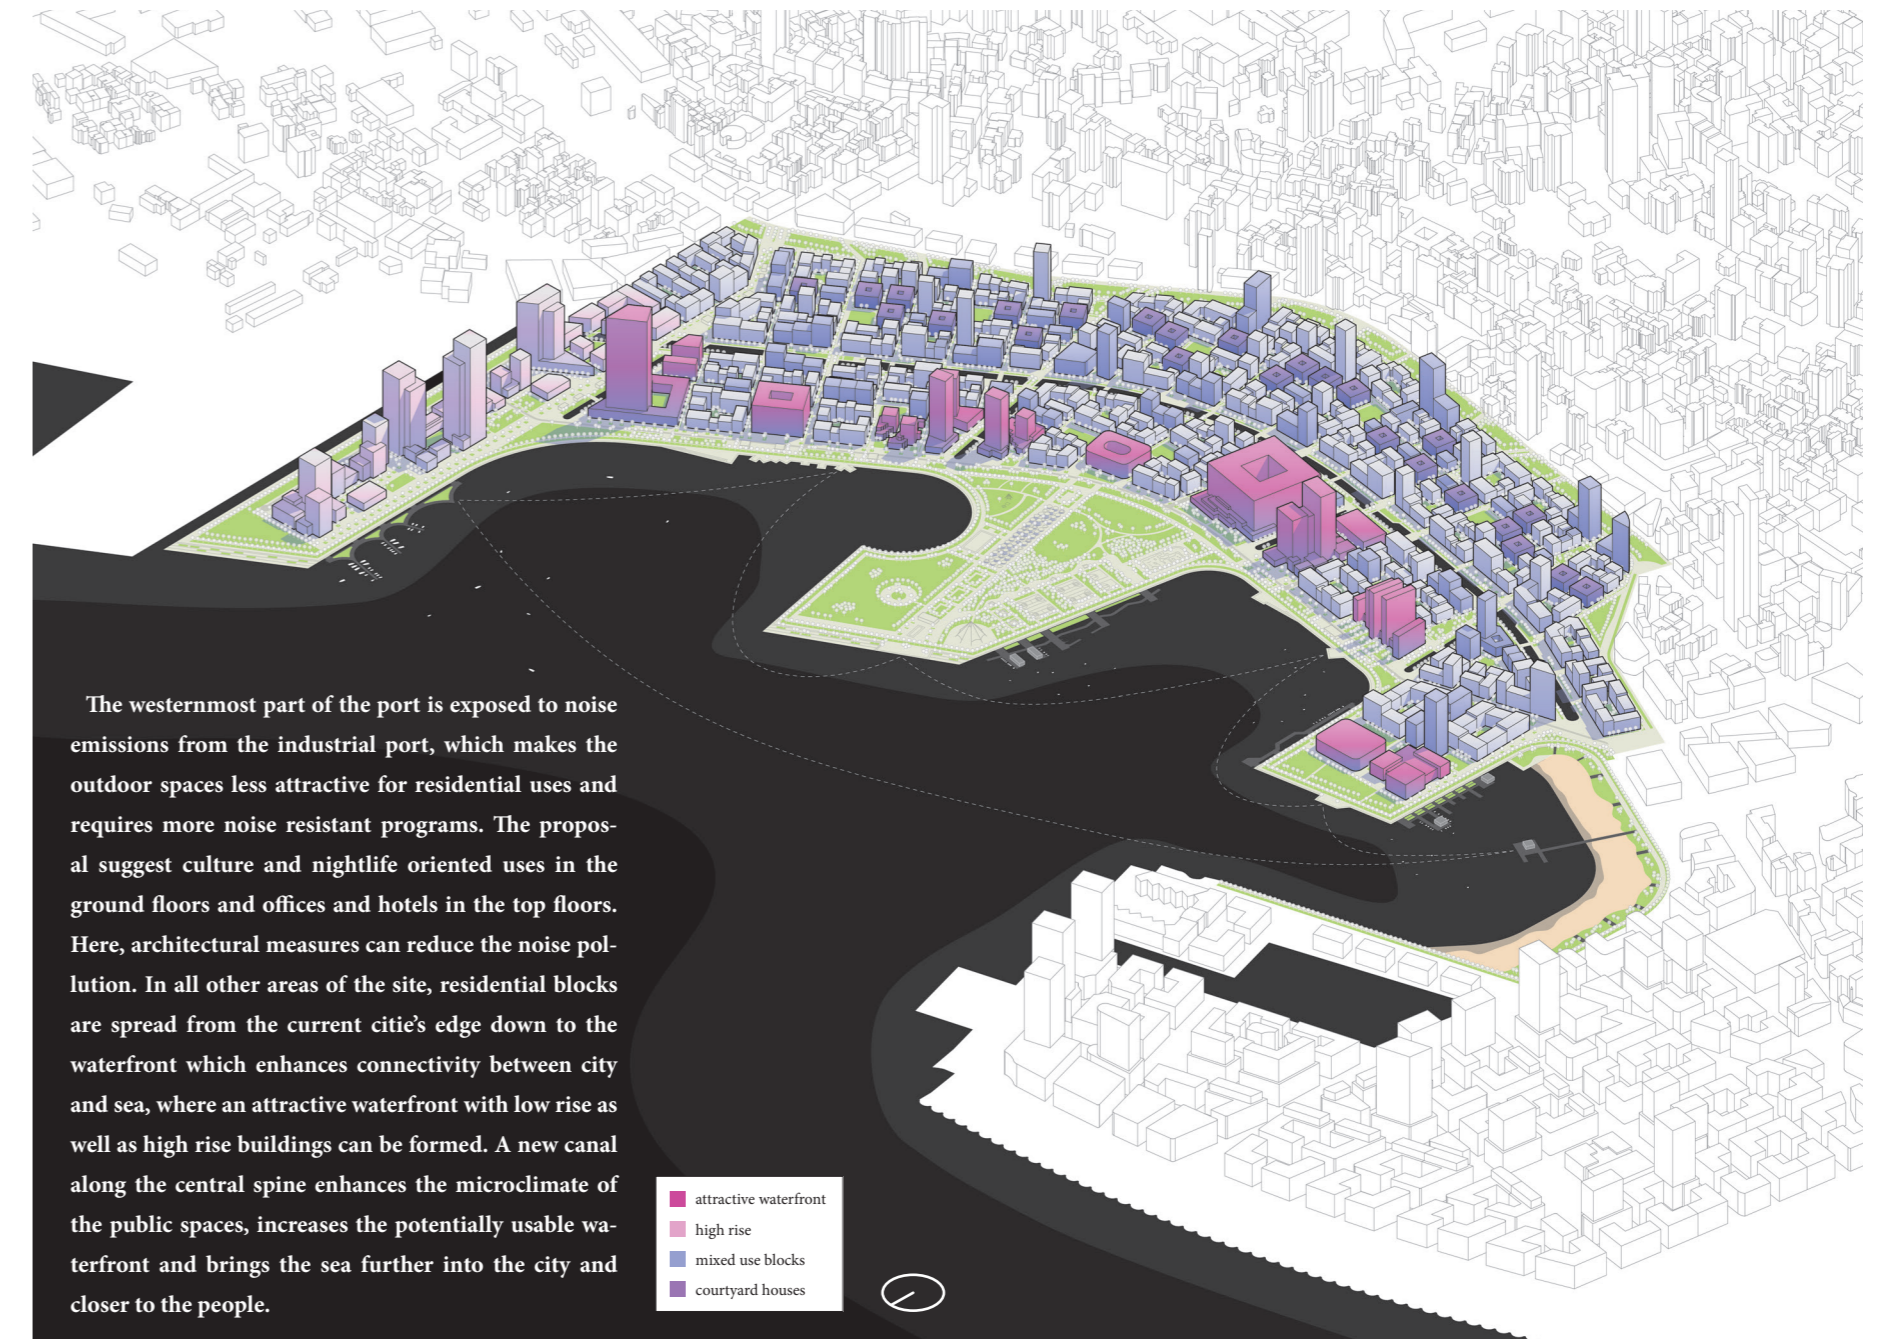 The westernmost part of the port is exposed to noise
emissions from the industrial port, which makes the
outdoor spaces less attractive for residential uses and
requires more noise resistant programs. The propos-
al suggest culture and nightlife oriented uses in the
ground floors and offices and hotels in the top floors.
Here, architectural measures can reduce the noise pol-
lution. In all other areas of the site, residential blocks
are spread from the current citie’s edge down to the
waterfront which enhances connectivity between city
and sea, where an attractive waterfront with low rise as
well as high rise buildings can be formed. A new canal
along the central spine enhances the microclimate of
the public spaces, increases the potentially usable wa-
terfront and brings the sea further into the city and
closer to the people.
attractive waterfront
high rise
mixed use blocks
courtyard houses